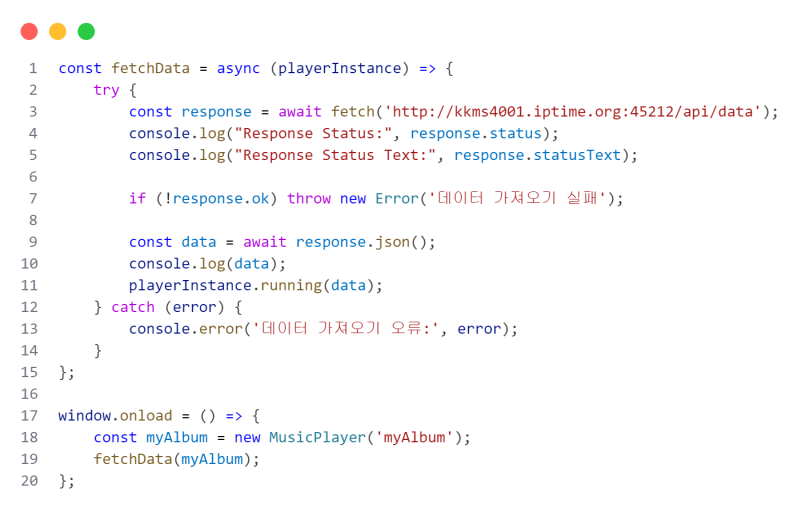 1 const fetchData = async (playerInstance) => {
2 try {
3 const response = await fetch('http://kkms4001.iptime.org:45212/api/data');
4 console.log("Response Status:", response.status);
5 console.log("Response Status Text:", response.statusText);
6
7 if (!response.ok) throw new Error('데이터 가져오기 실패');
8
9 const data = await response.json();
10 console.log(data);
11 playerInstance.running(data);
12 } catch (error) {
13 console.error('데이터 가져오기 오류:', error);
14 }
15 };
16
17 window.onload = () => {
18 const myAlbum = new MusicPlayer('myAlbum');
19 fetchData(myAlbum);
20 };